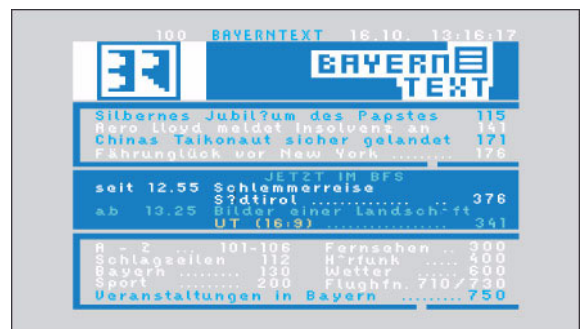 100 BAYERNTEXT 16.10. 13:16:17
BAYERN
TEXT
Silbernes Jubil?um des Papstes 115
Aero Lloyd meldet Insolvenz an 141
Chinas Taikonaut sicher gelandet 171
Fährunglück vor New York ......... 176
JETZT IM BFS
seit 12.55 Schlemmerreise
S?dtirol ............... .. 376
ab 13.25 Bilder einer Landsch-ft
UT (16:9) ................. 341
A - Z ... 101-106 Fernsehen .. 300
Schlagzeilen 112 H^rfunk ..... 400
Bayern ......... 130 Wetter ...... 600
Sport ......... 200 Flughfn. 710/730
Veranstaltungen in Bayern .........750